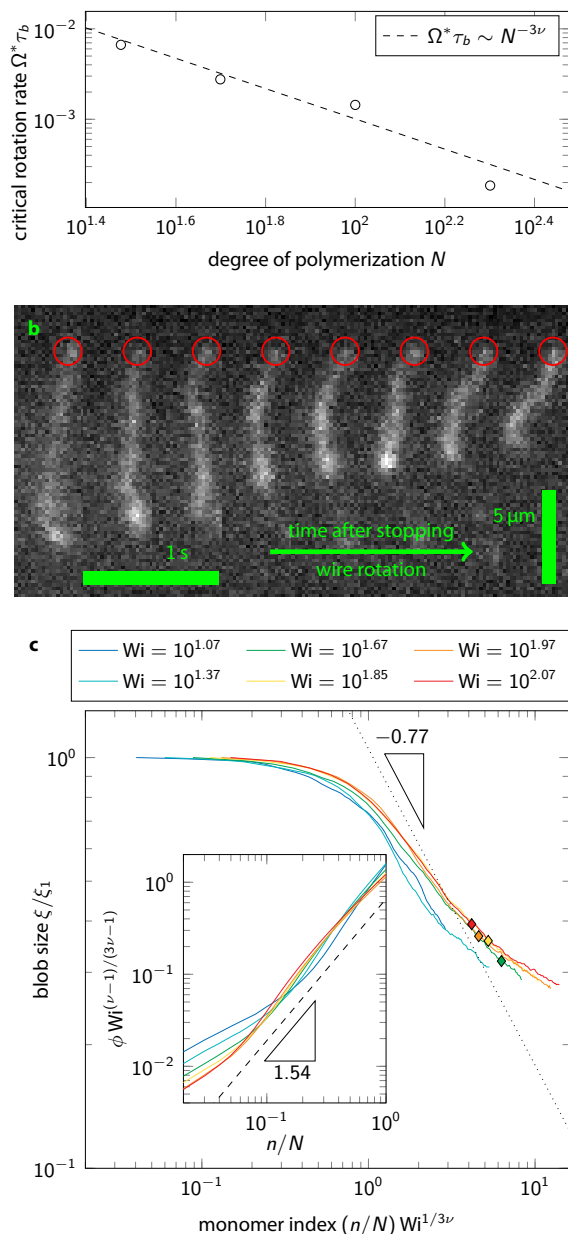 10^-2
Ω*τ_b ∼ N^-3ν
10^-3
critical rotation rate Ω*τ_b
10^1.4 10^1.6 10^1.8 10^2 10^2.2 10^2.4
degree of polymerization N
b
time after stopping
5 µm
1 s
wire rotation
c
Wi = 10^1.07 Wi = 10^1.67 Wi = 10^1.97
Wi = 10^1.37 Wi = 10^1.85 Wi = 10^2.07
−0.77
10^0
blob size ξ/ξ_1
10^0
ϕ Wi^(ν−1)/(3ν−1)
10^-1
10^-2
1.54
10^-1 10^0
n/N
10^-1
10^-1 10^0 10^1
monomer index (n/N) Wi^1/3ν